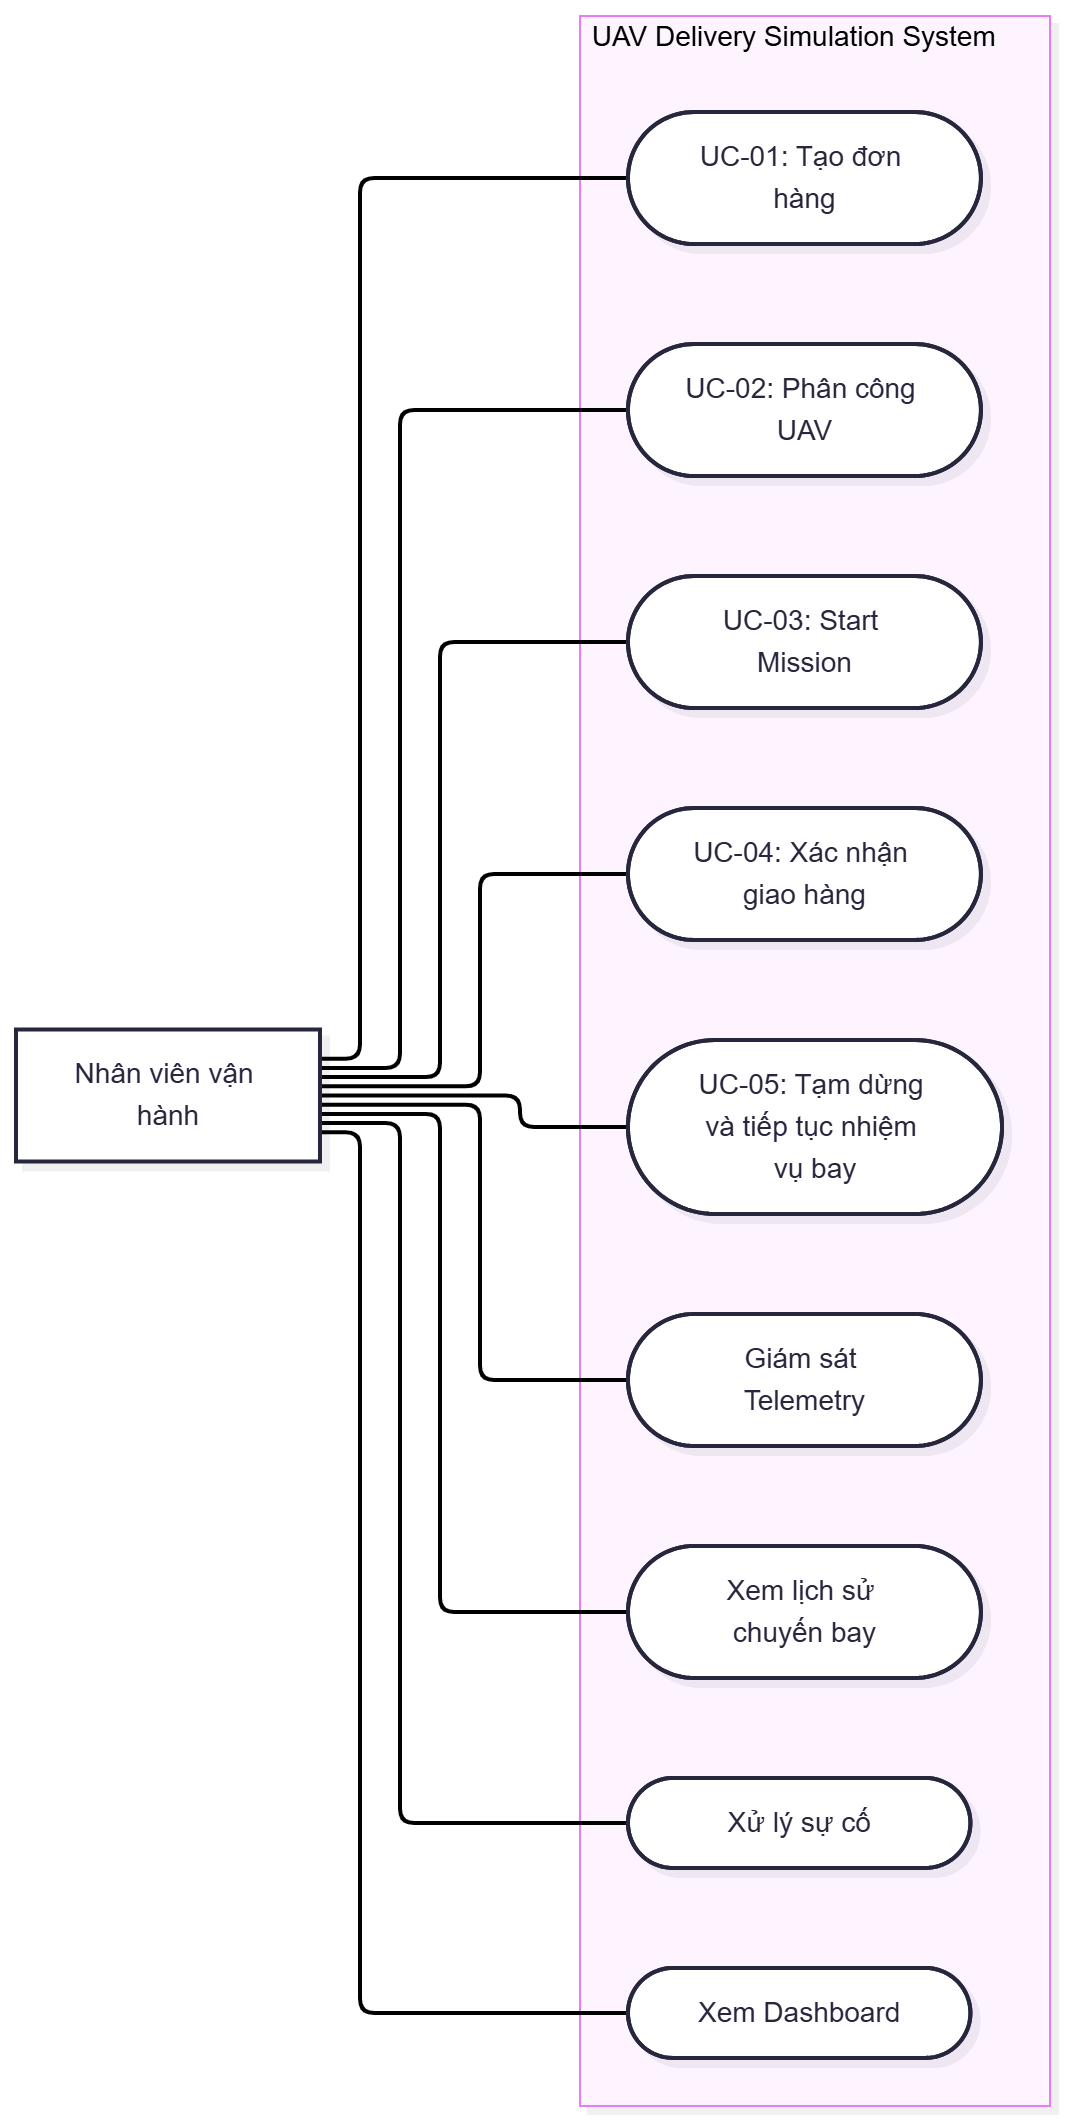 UAV Delivery Simulation System
UC-01: Tạo đơn
hàng
UC-02: Phân công
UAV
UC-03: Start
Mission
UC-04: Xác nhận
giao hàng
Nhân viên vận
hành
UC-05: Tạm dừng
và tiếp tục nhiệm
vụ bay
Giám sát
Telemetry
Xem lịch sử
chuyến bay
Xử lý sự cố
Xem Dashboard